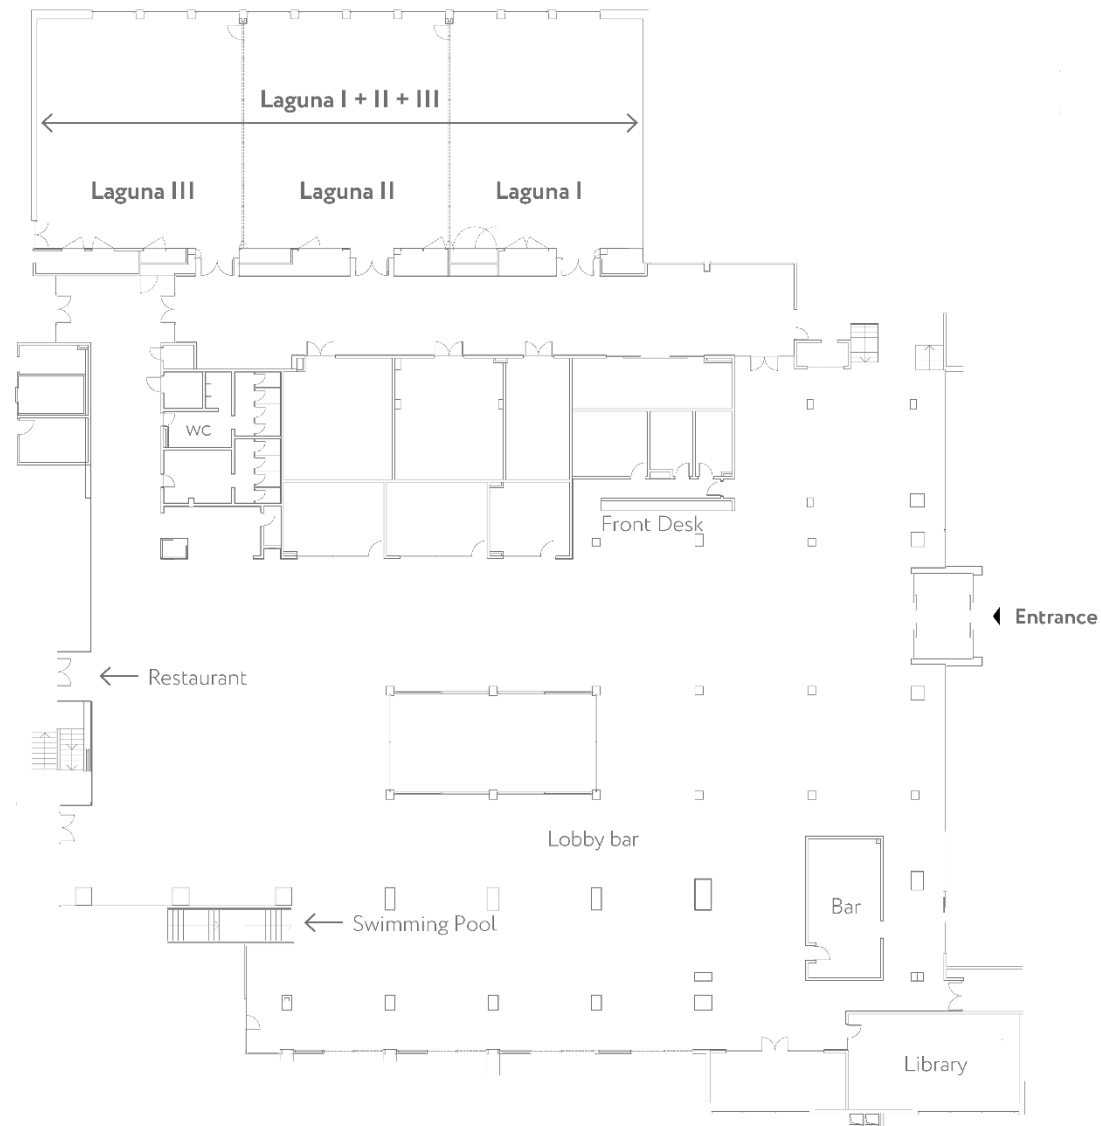 Laguna I + II + III
Laguna III
Laguna II
Laguna I
WC
Front Desk
Entrance
Restaurant
Lobby bar
Bar
Swimming Pool
Library